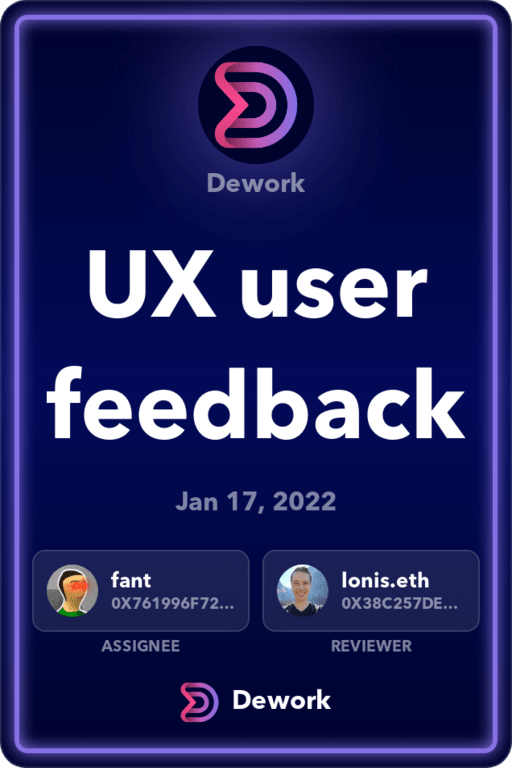 Dework
UX user
feedback
Jan 17, 2022
fant
0X761996F72...
ASSIGNEE
lonis.eth
0X38C257DE...
REVIEWER
Dework